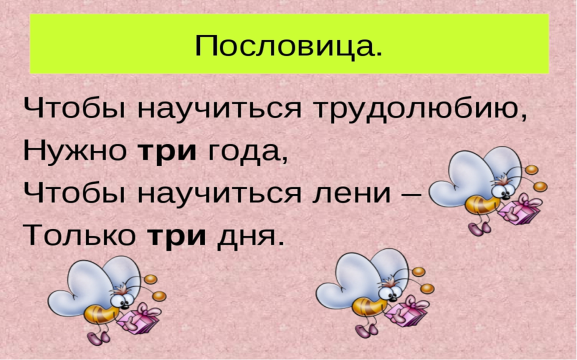 Пословица.
Чтобы научиться трудолюбию,
Нужно три года,
Чтобы научиться лени –
Только три дня.